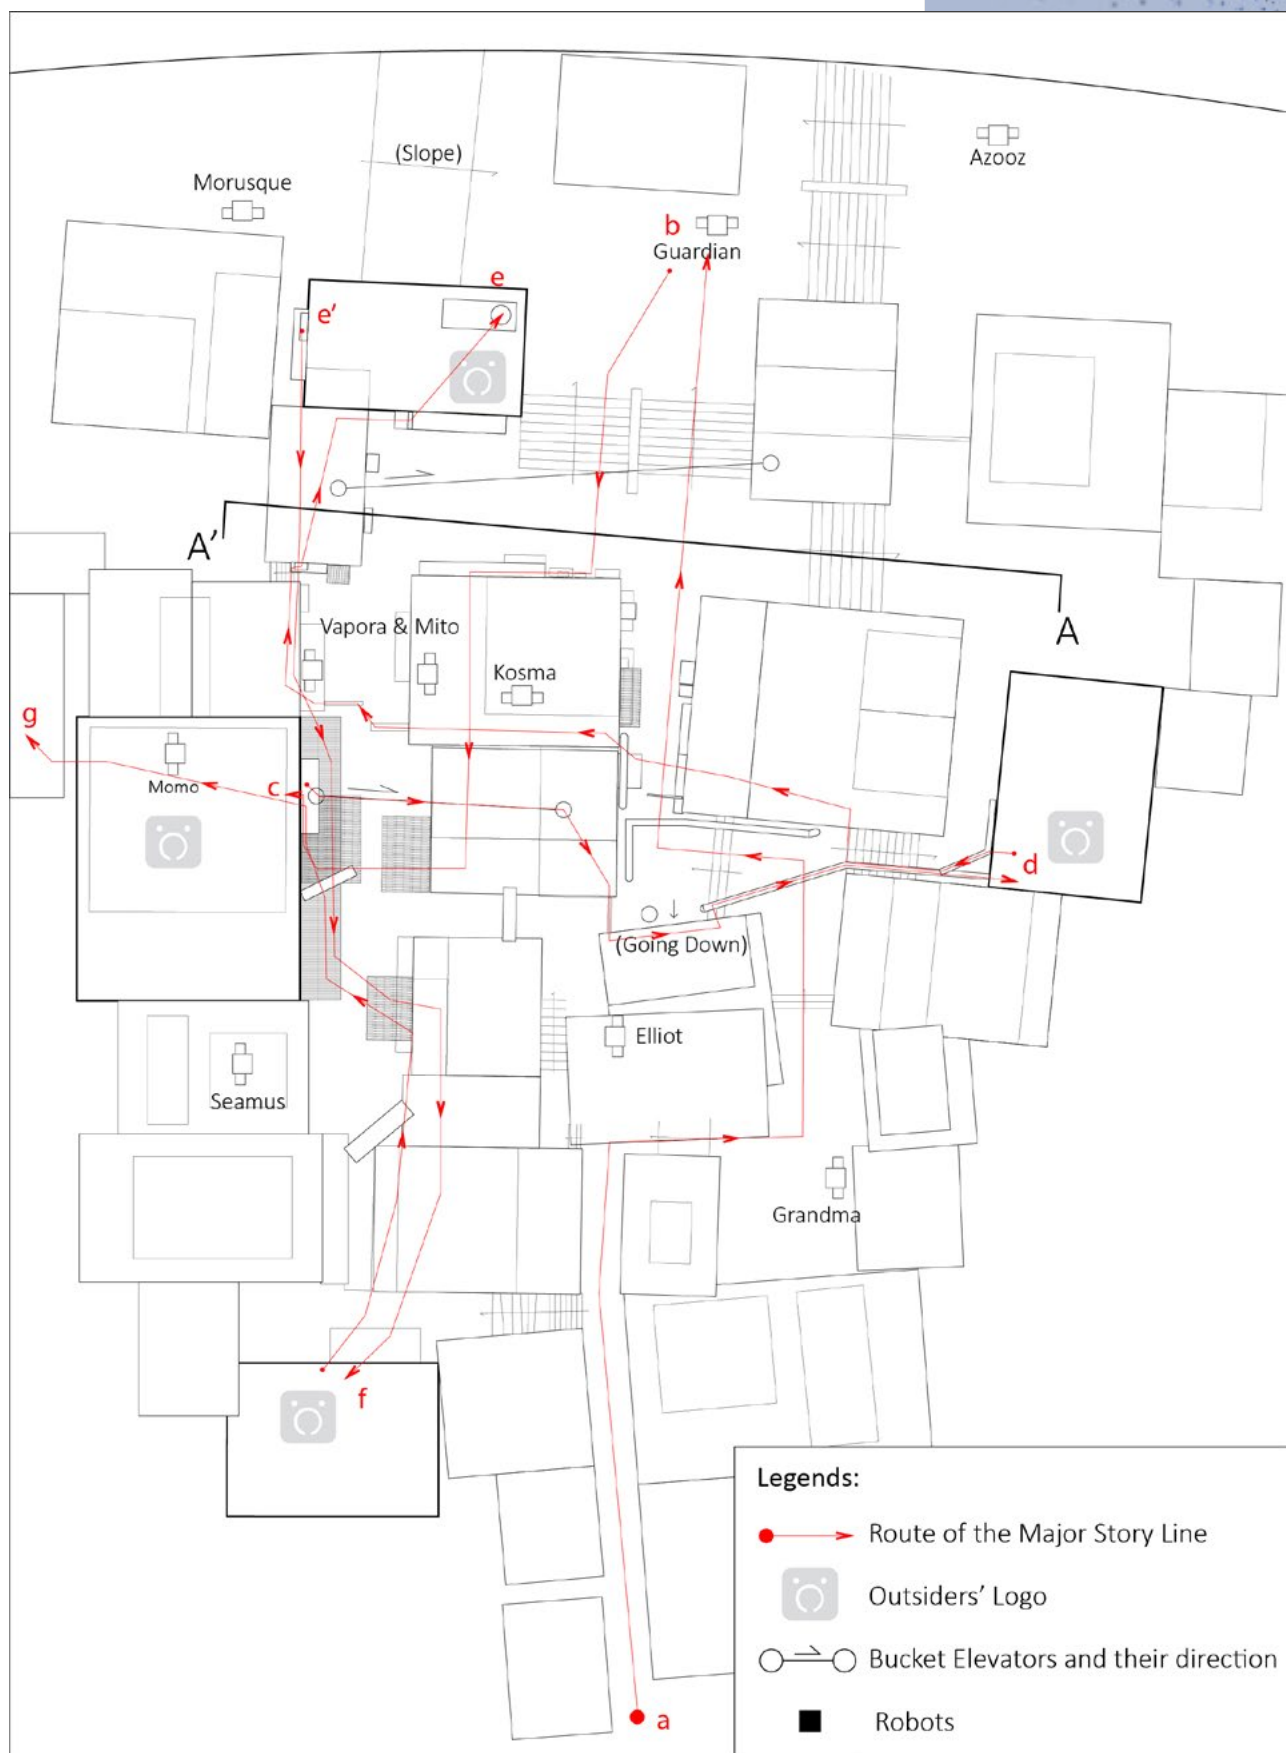 (Slope)
Azooz
Morusque
b
Guardian
e
e'
A'
A
Vapora & Mito
Kosma
g
Momo
c
d
(Going Down)
Elliot
Seamus
Grandma
f
a
Legends:
Route of the Major Story Line
Outsiders' Logo
Bucket Elevators and their direction
Robots